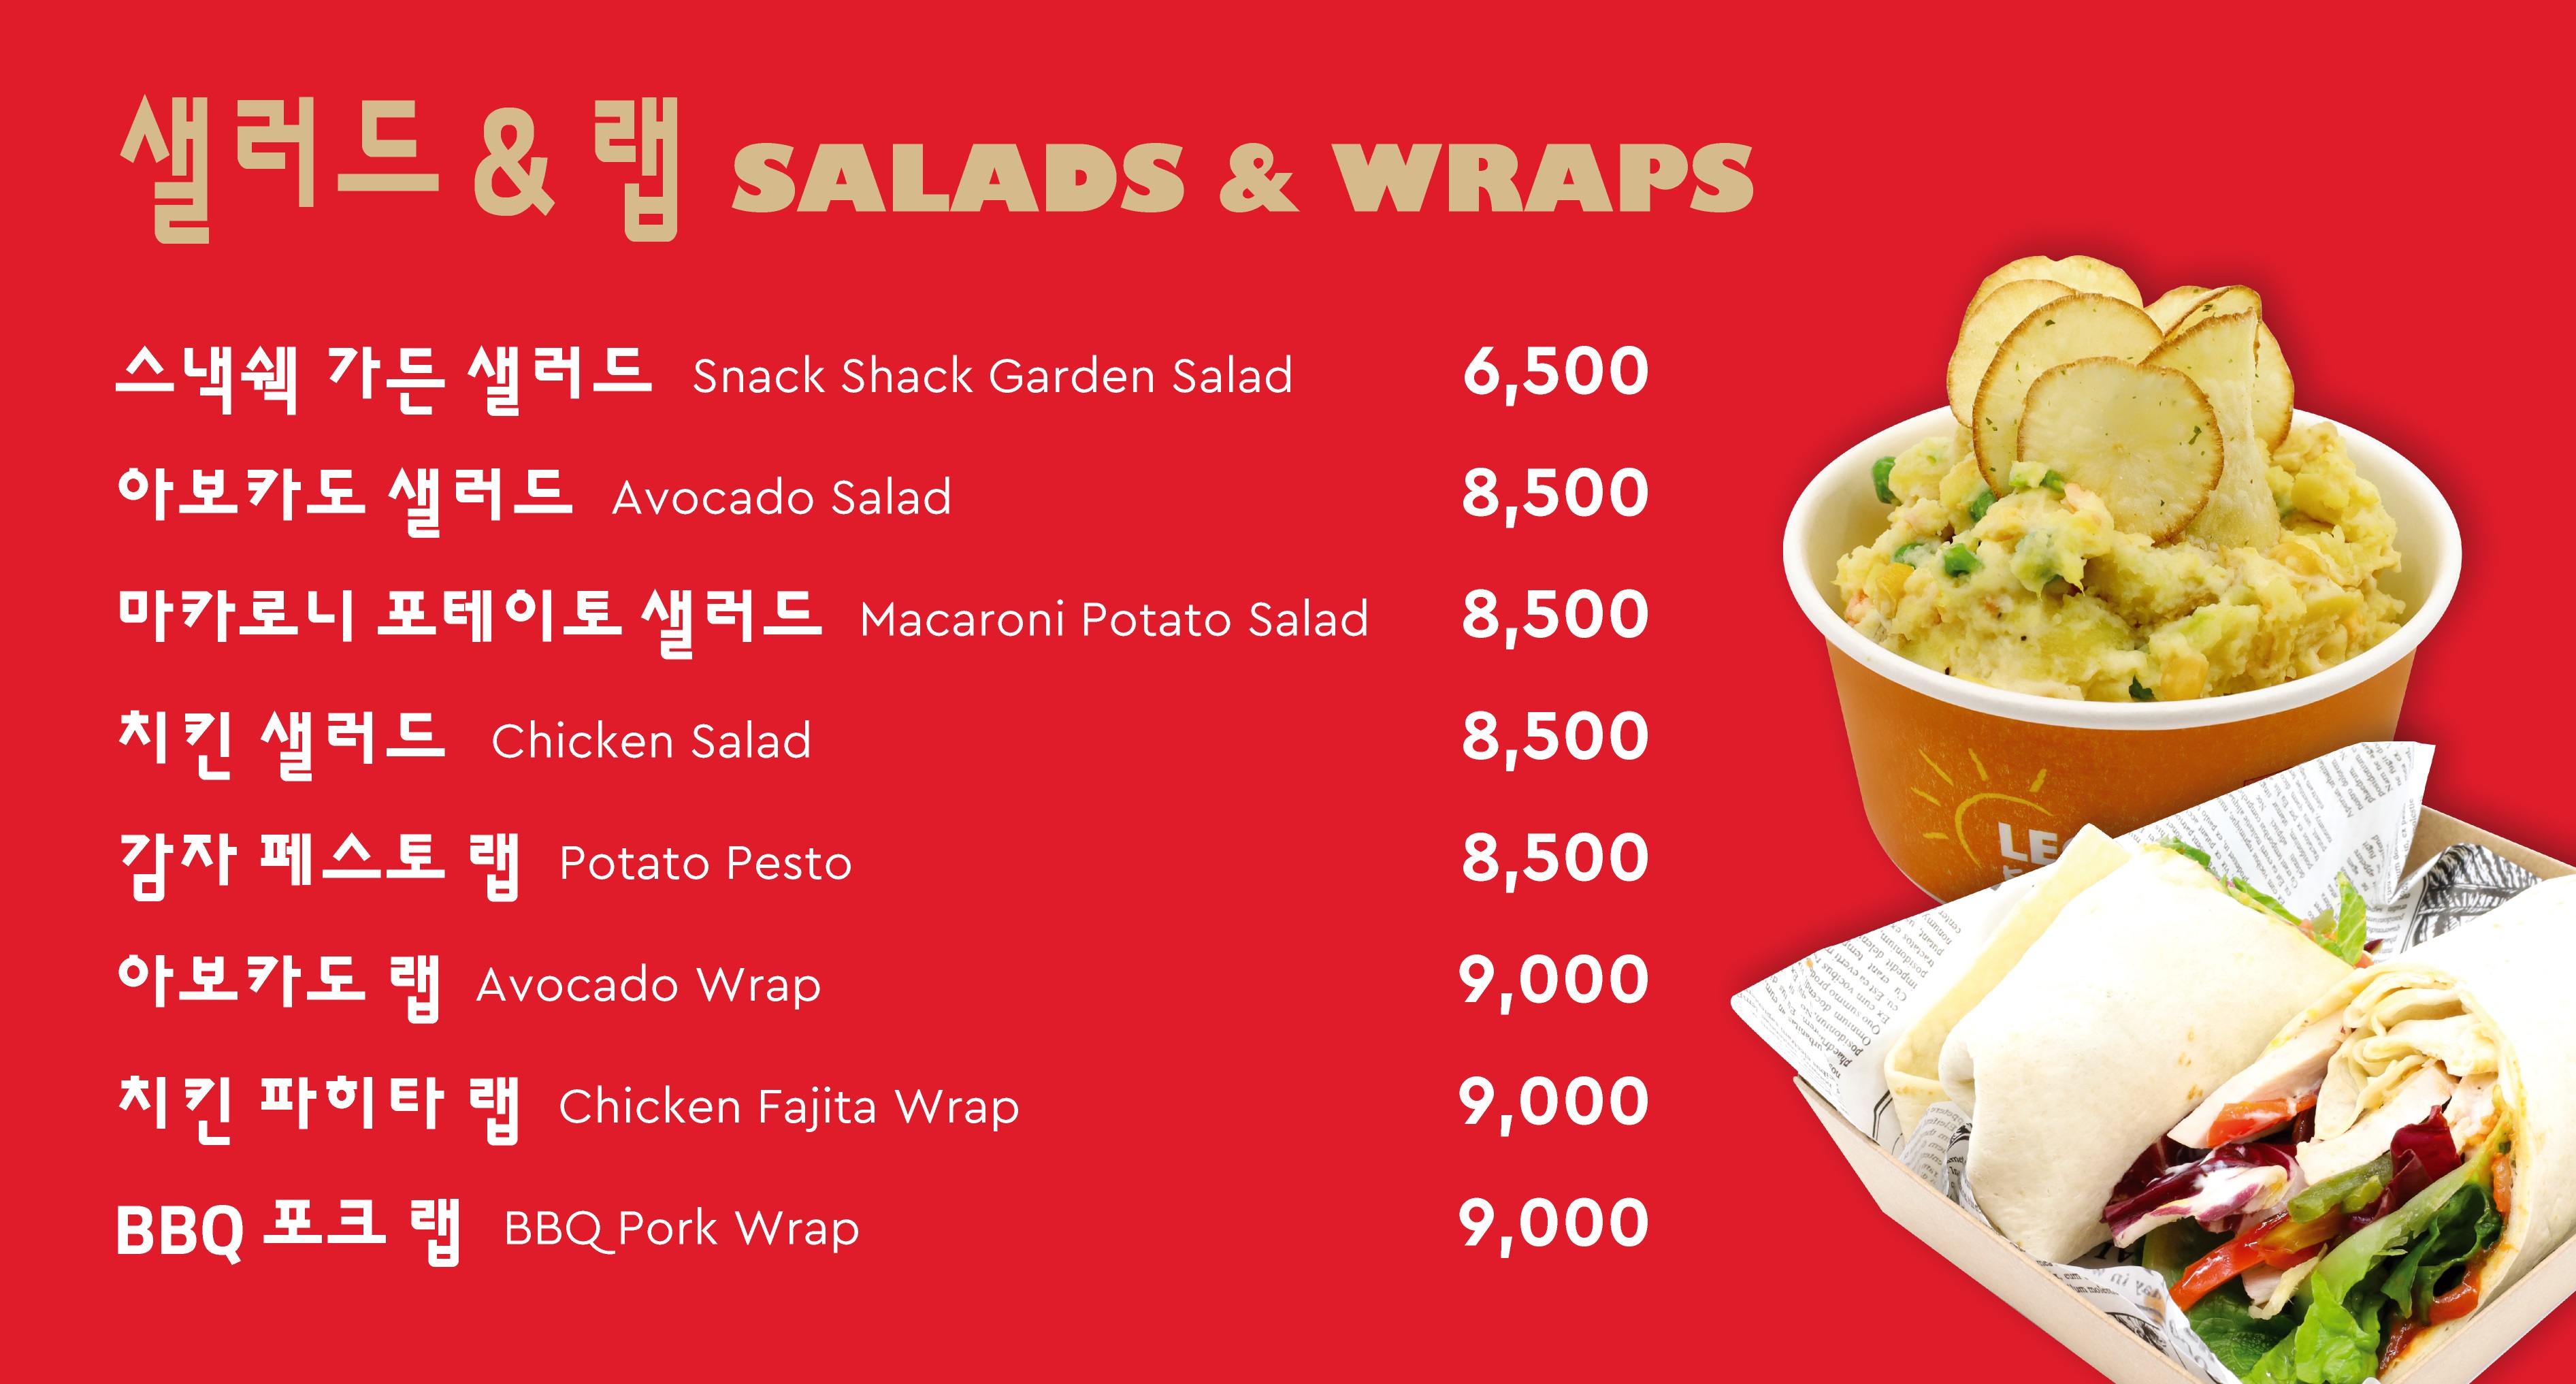 샐러드 & 랩 SALADS & WRAPS
스낵쉑 가든 샐러드 Snack Shack Garden Salad 6,500
아보카도 샐러드 Avocado Salad 8,500
마카로니 포테이토 샐러드 Macaroni Potato Salad 8,500
치킨 샐러드 Chicken Salad 8,500
감자 페스토 랩 Potato Pesto 8,500
아보카도 랩 Avocado Wrap 9,000
치킨 파히타 랩 Chicken Fajita Wrap 9,000
BBQ 포크 랩 BBQ Pork Wrap 9,000